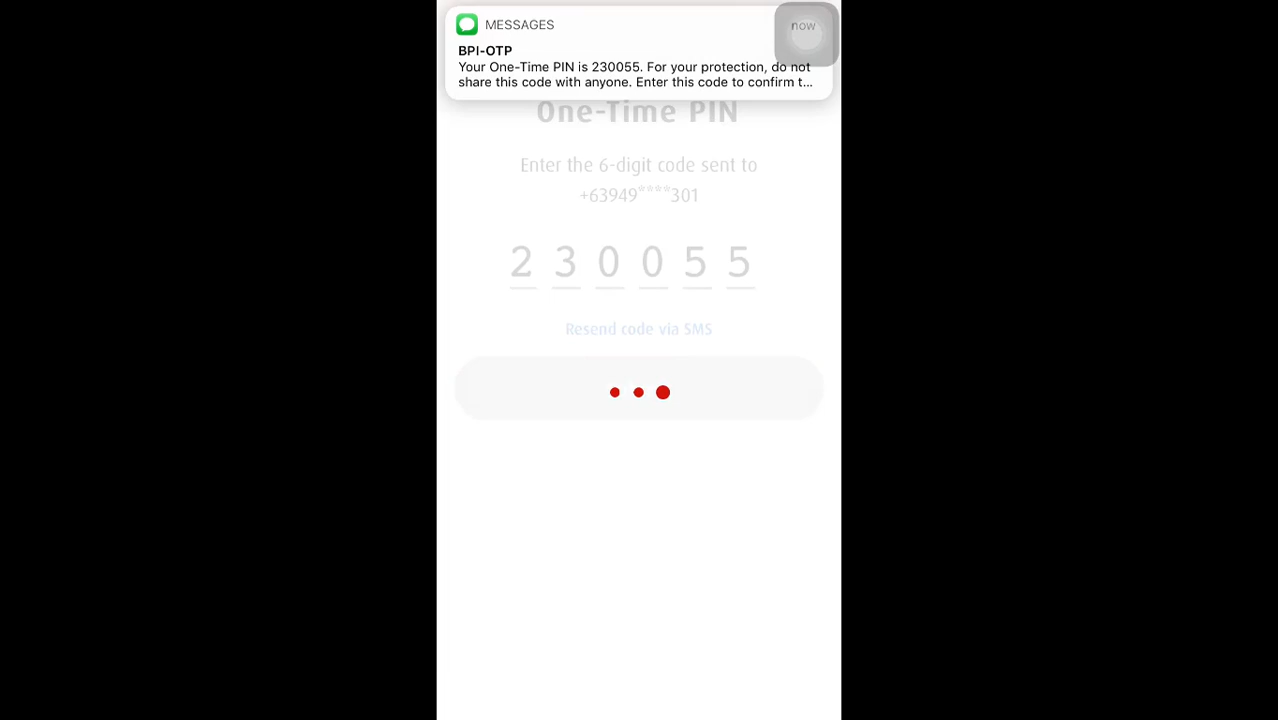 MESSAGES
now
BPI-OTP
Your One-Time PIN is 230055. For your protection, do not
share this code with anyone. Enter this code to confirm t...
One-Time PIN
Enter the 6-digit code sent to
+63949****301
2 3 0 0 5 5
Resend code via SMS